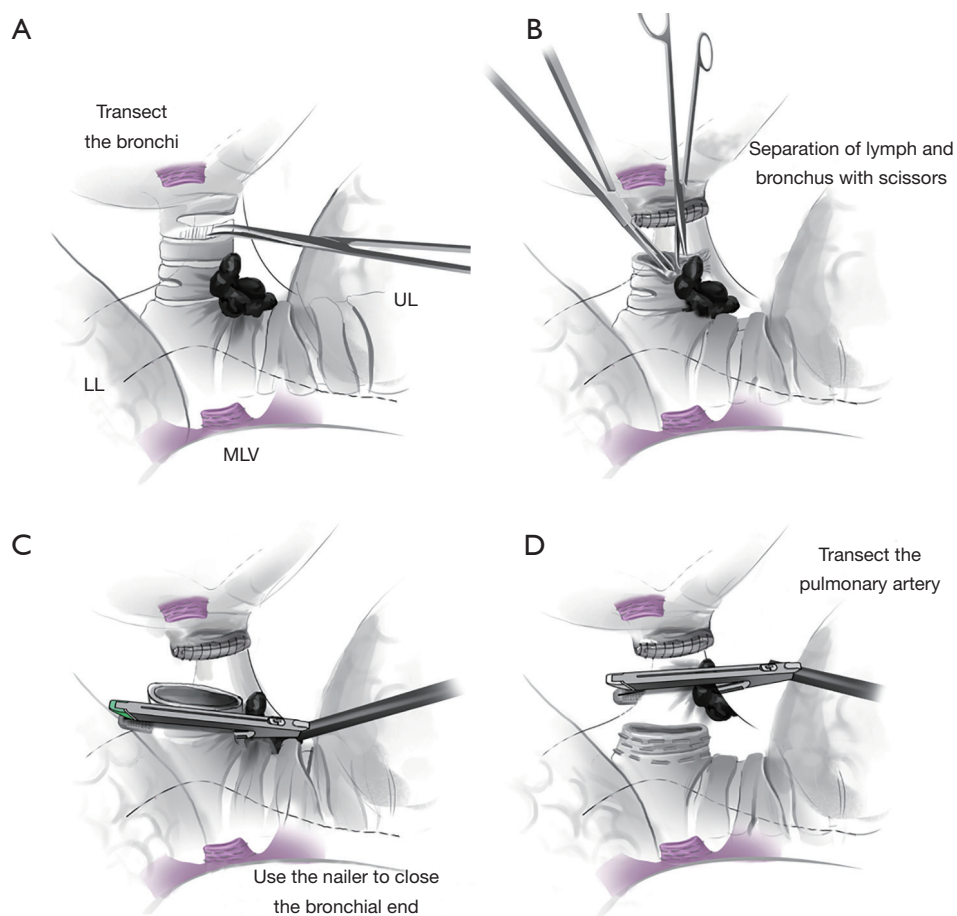 A
B
Transect
the bronchi
Separation of lymph and
bronchus with scissors
UL
LL
MLV
C
D
Transect the
pulmonary artery
Use the nailer to close
the bronchial end